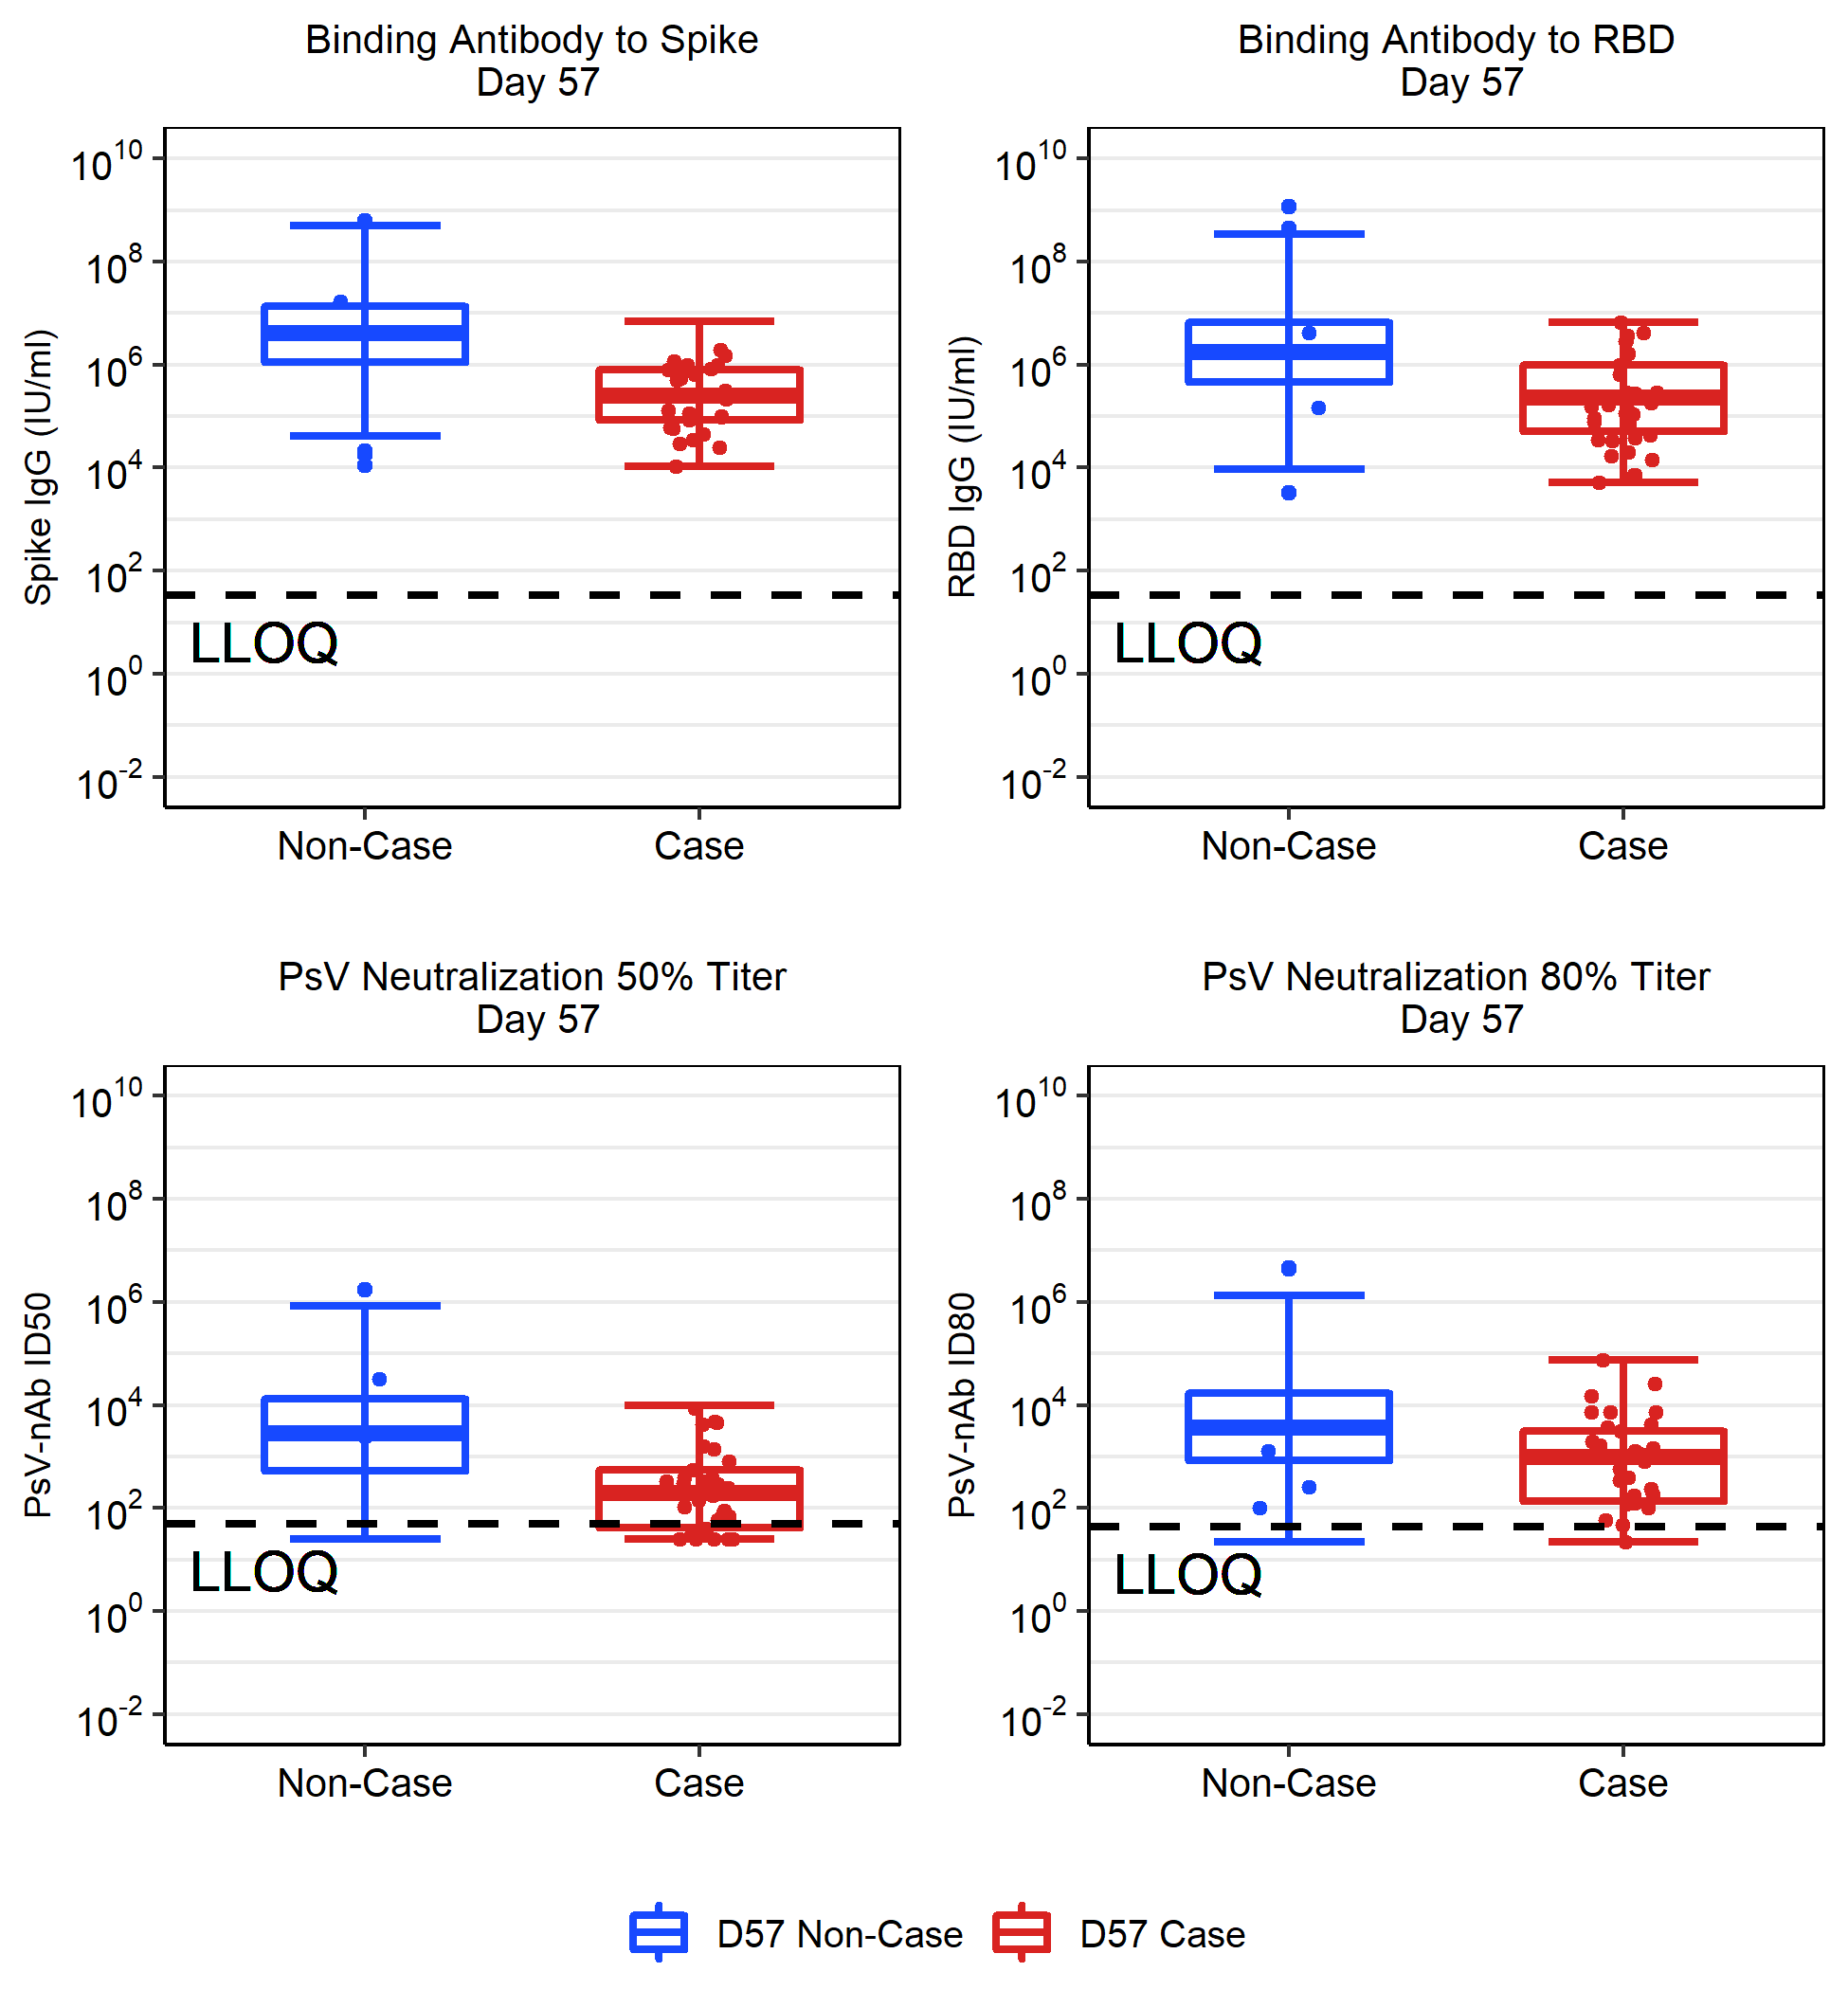 Binding Antibody to Spike
Day 57
Spike IgG (IU/ml)
10^10
10^8
10^6
10^4
10^2
10^0
10^-2
LLOQ
Non-Case Case
Binding Antibody to RBD
Day 57
RBD IgG (IU/ml)
10^10
10^8
10^6
10^4
10^2
10^0
10^-2
LLOQ
Non-Case Case
PsV Neutralization 50% Titer
Day 57
PsV-nAb ID50
10^10
10^8
10^6
10^4
10^2
10^0
10^-2
LLOQ
Non-Case Case
PsV Neutralization 80% Titer
Day 57
PsV-nAb ID80
10^10
10^8
10^6
10^4
10^2
10^0
10^-2
LLOQ
Non-Case Case
D57 Non-Case D57 Case